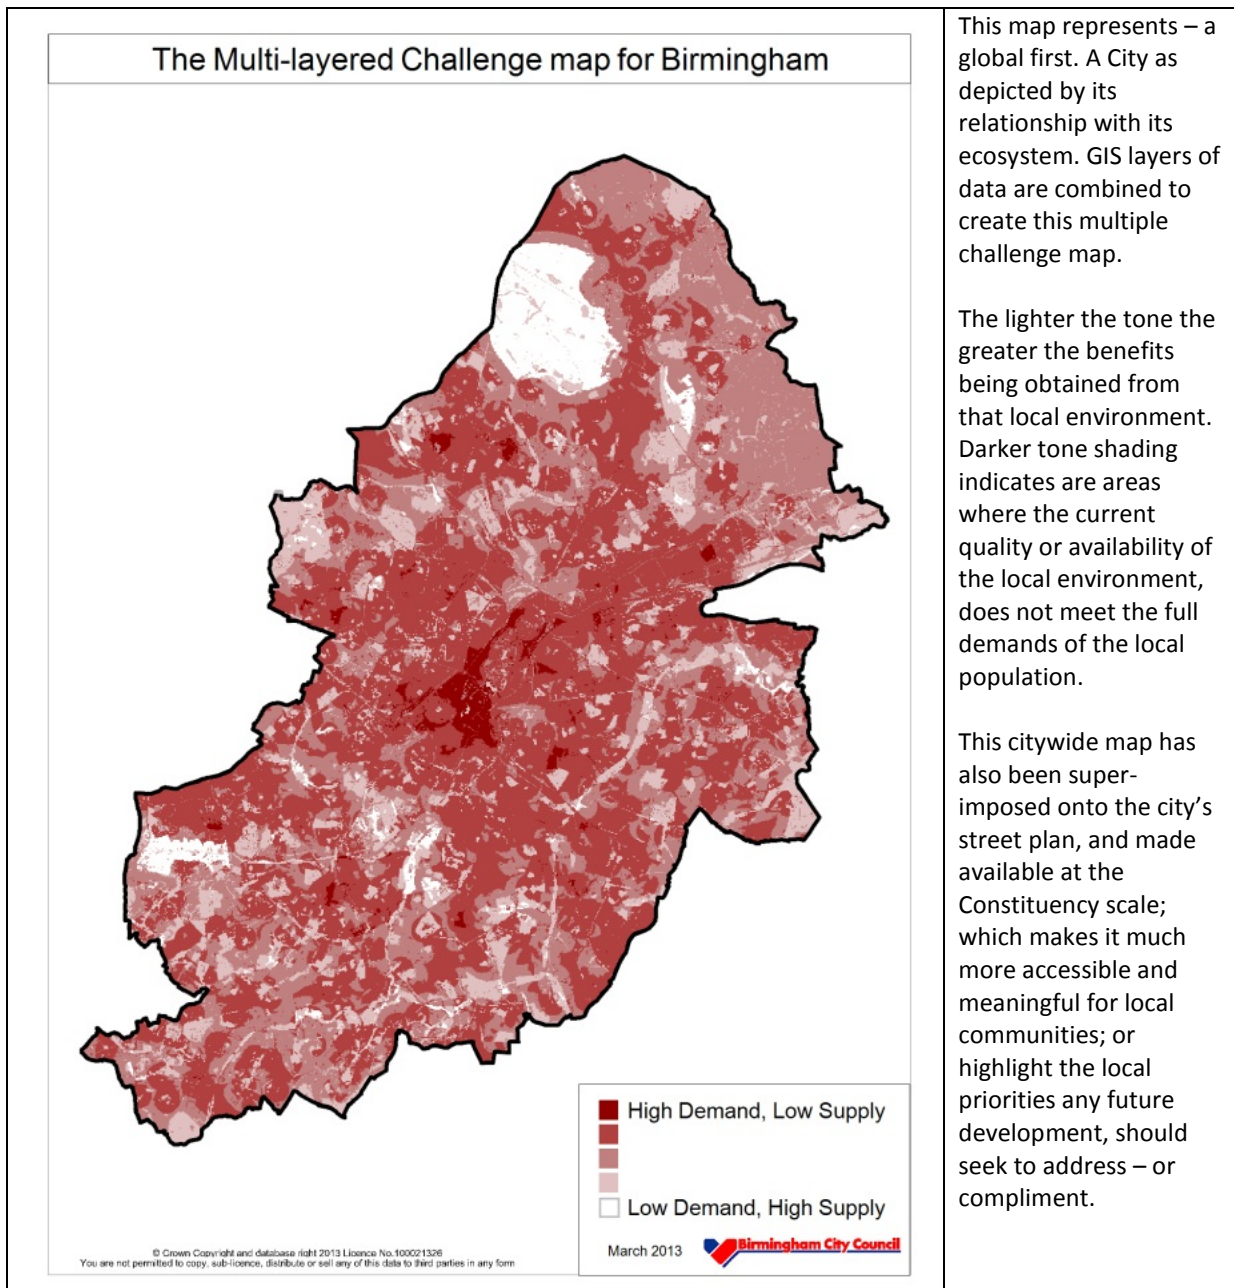 The Multi-layered Challenge map for Birmingham
High Demand, Low Supply
Low Demand, High Supply
March 2013
Birmingham City Council
© Crown Copyright and database right 2013 Licence No.100021326
You are not permitted to copy, sub-licence, distribute or sell any of this data to third parties in any form
This map represents – a
global first. A City as
depicted by its
relationship with its
ecosystem. GIS layers of
data are combined to
create this multiple
challenge map.
The lighter the tone the
greater the benefits
being obtained from
that local environment.
Darker tone shading
indicates are areas
where the current
quality or availability of
the local environment,
does not meet the full
demands of the local
population.
This citywide map has
also been super-
imposed onto the city’s
street plan, and made
available at the
Constituency scale;
which makes it much
more accessible and
meaningful for local
communities; or
highlight the local
priorities any future
development, should
seek to address – or
compliment.